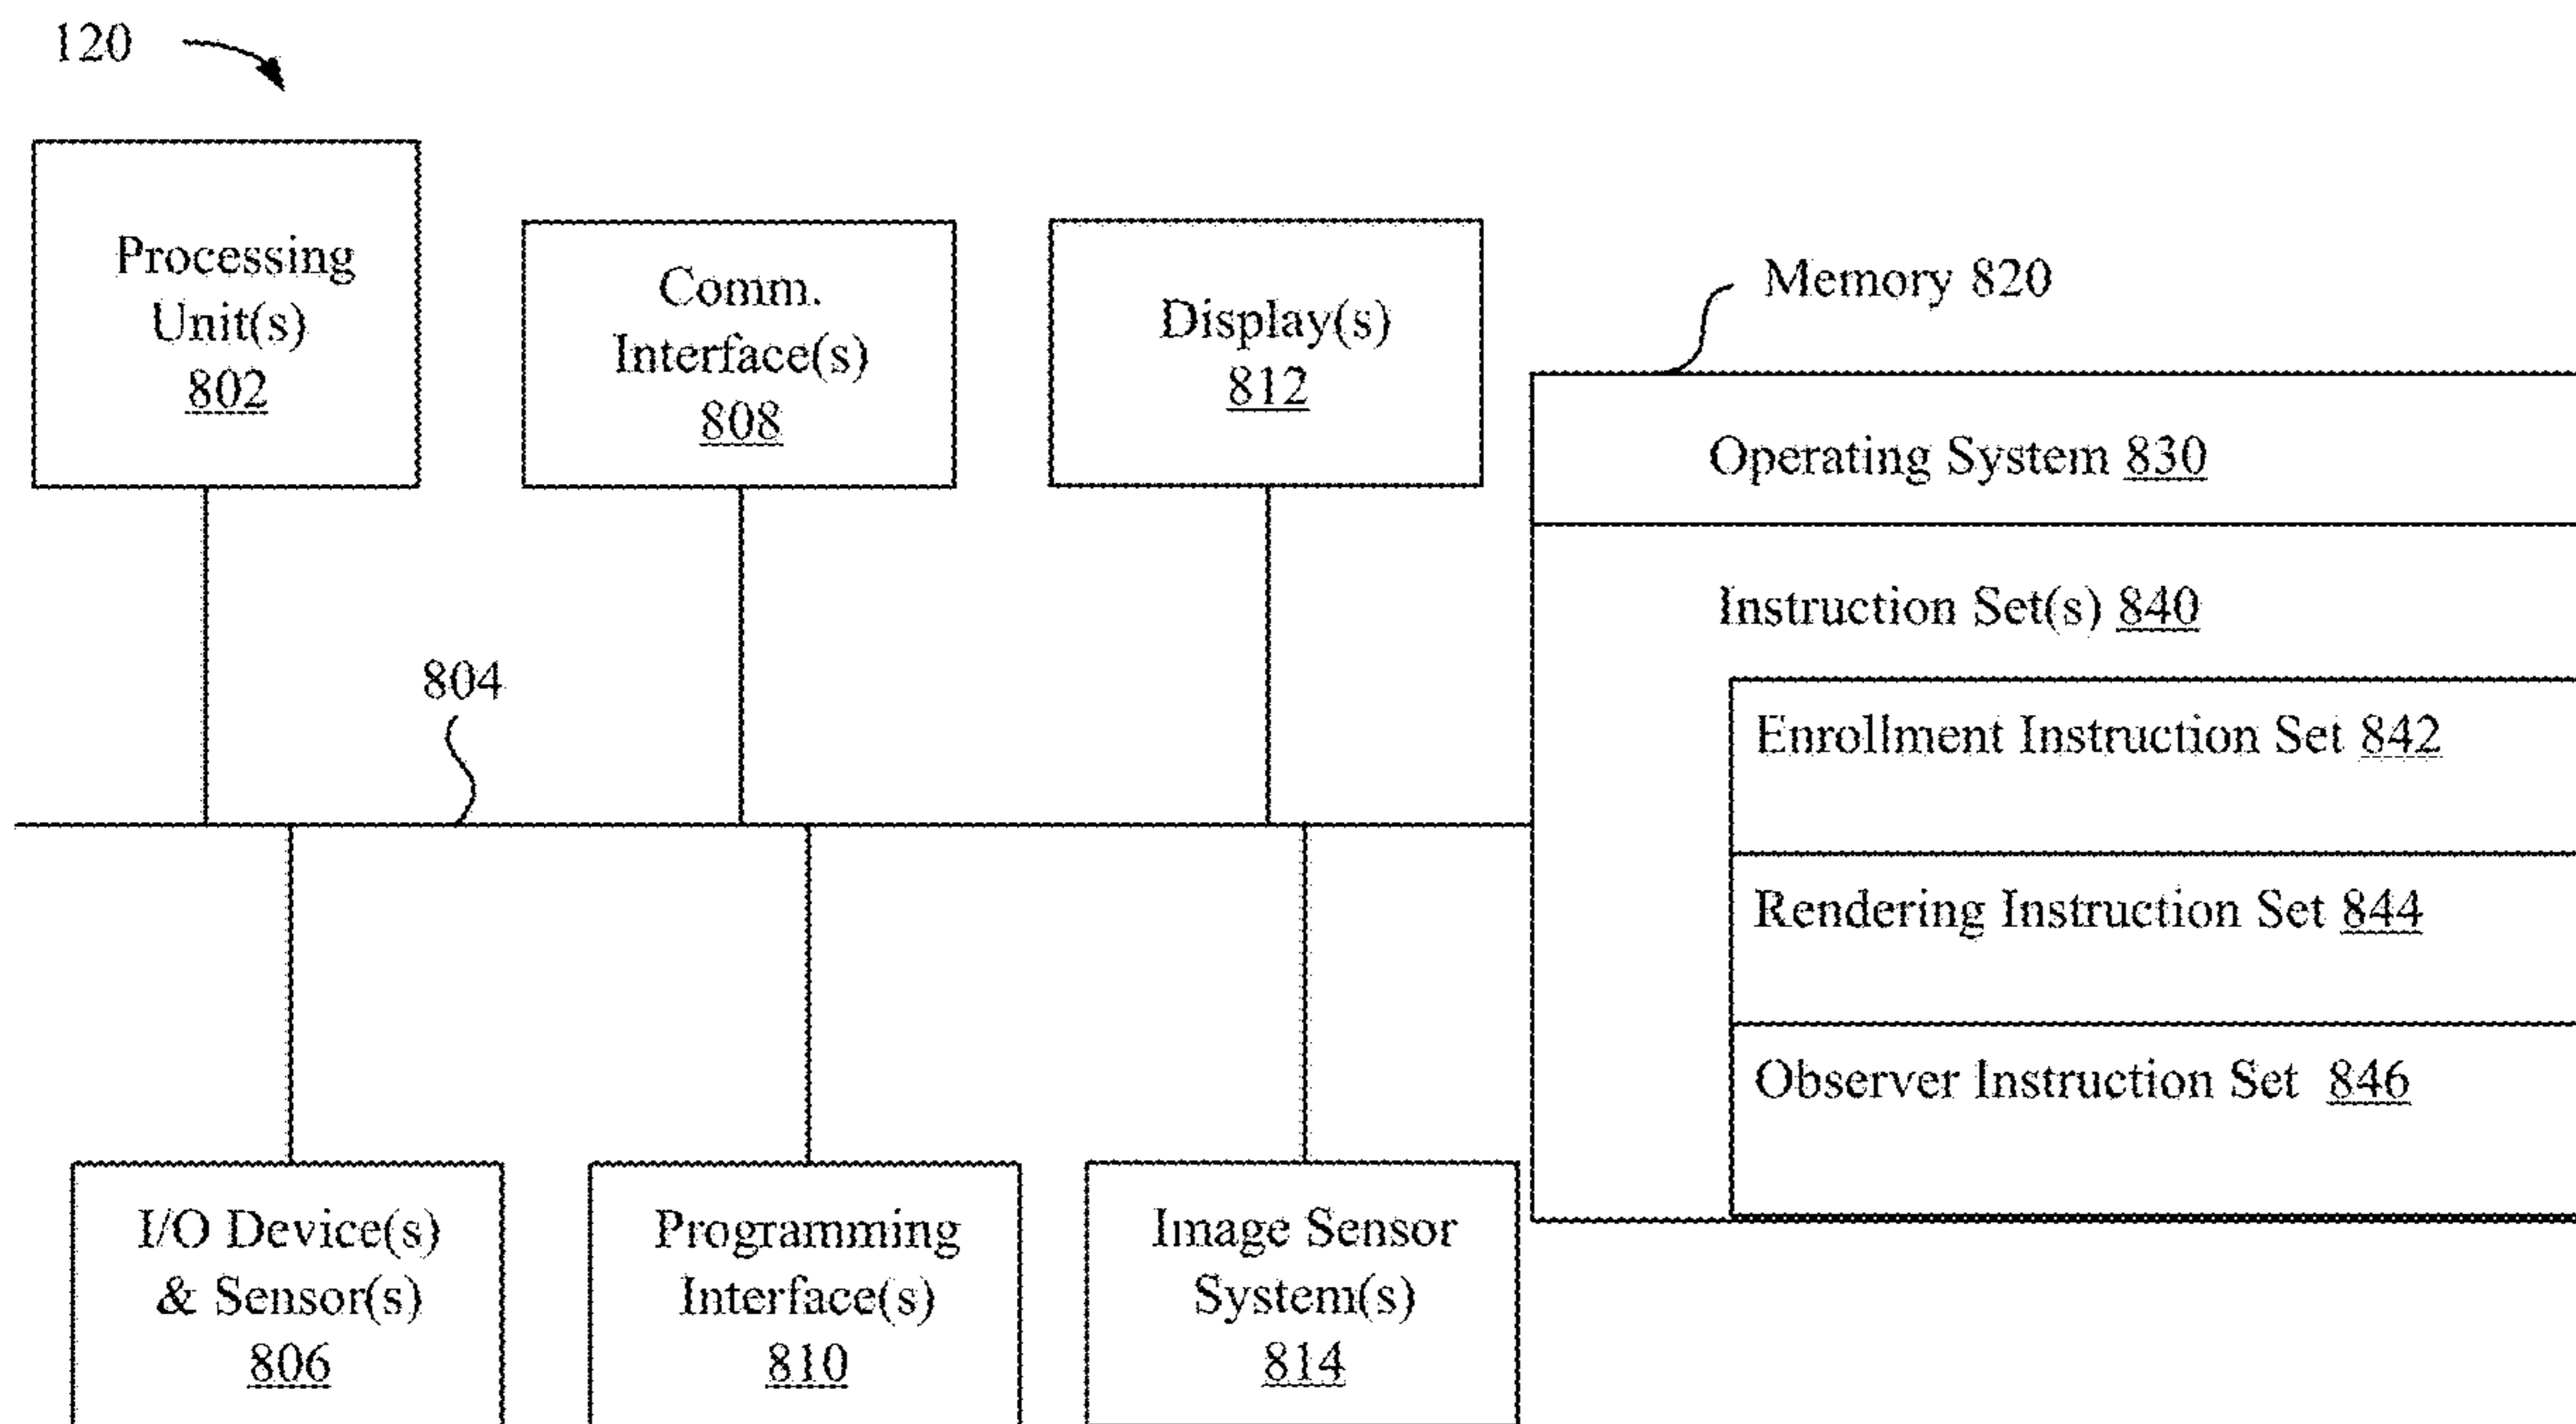 120
Processing
Unit(s)
802
Comm.
Interface(s)
808
Display(s)
812
Memory 820
Operating System 830
Instruction Set(s) 840
Enrollment Instruction Set 842
Rendering Instruction Set 844
Observer Instruction Set 846
804
I/O Device(s)
& Sensor(s)
806
Programming
Interface(s)
810
Image Sensor
System(s)
814